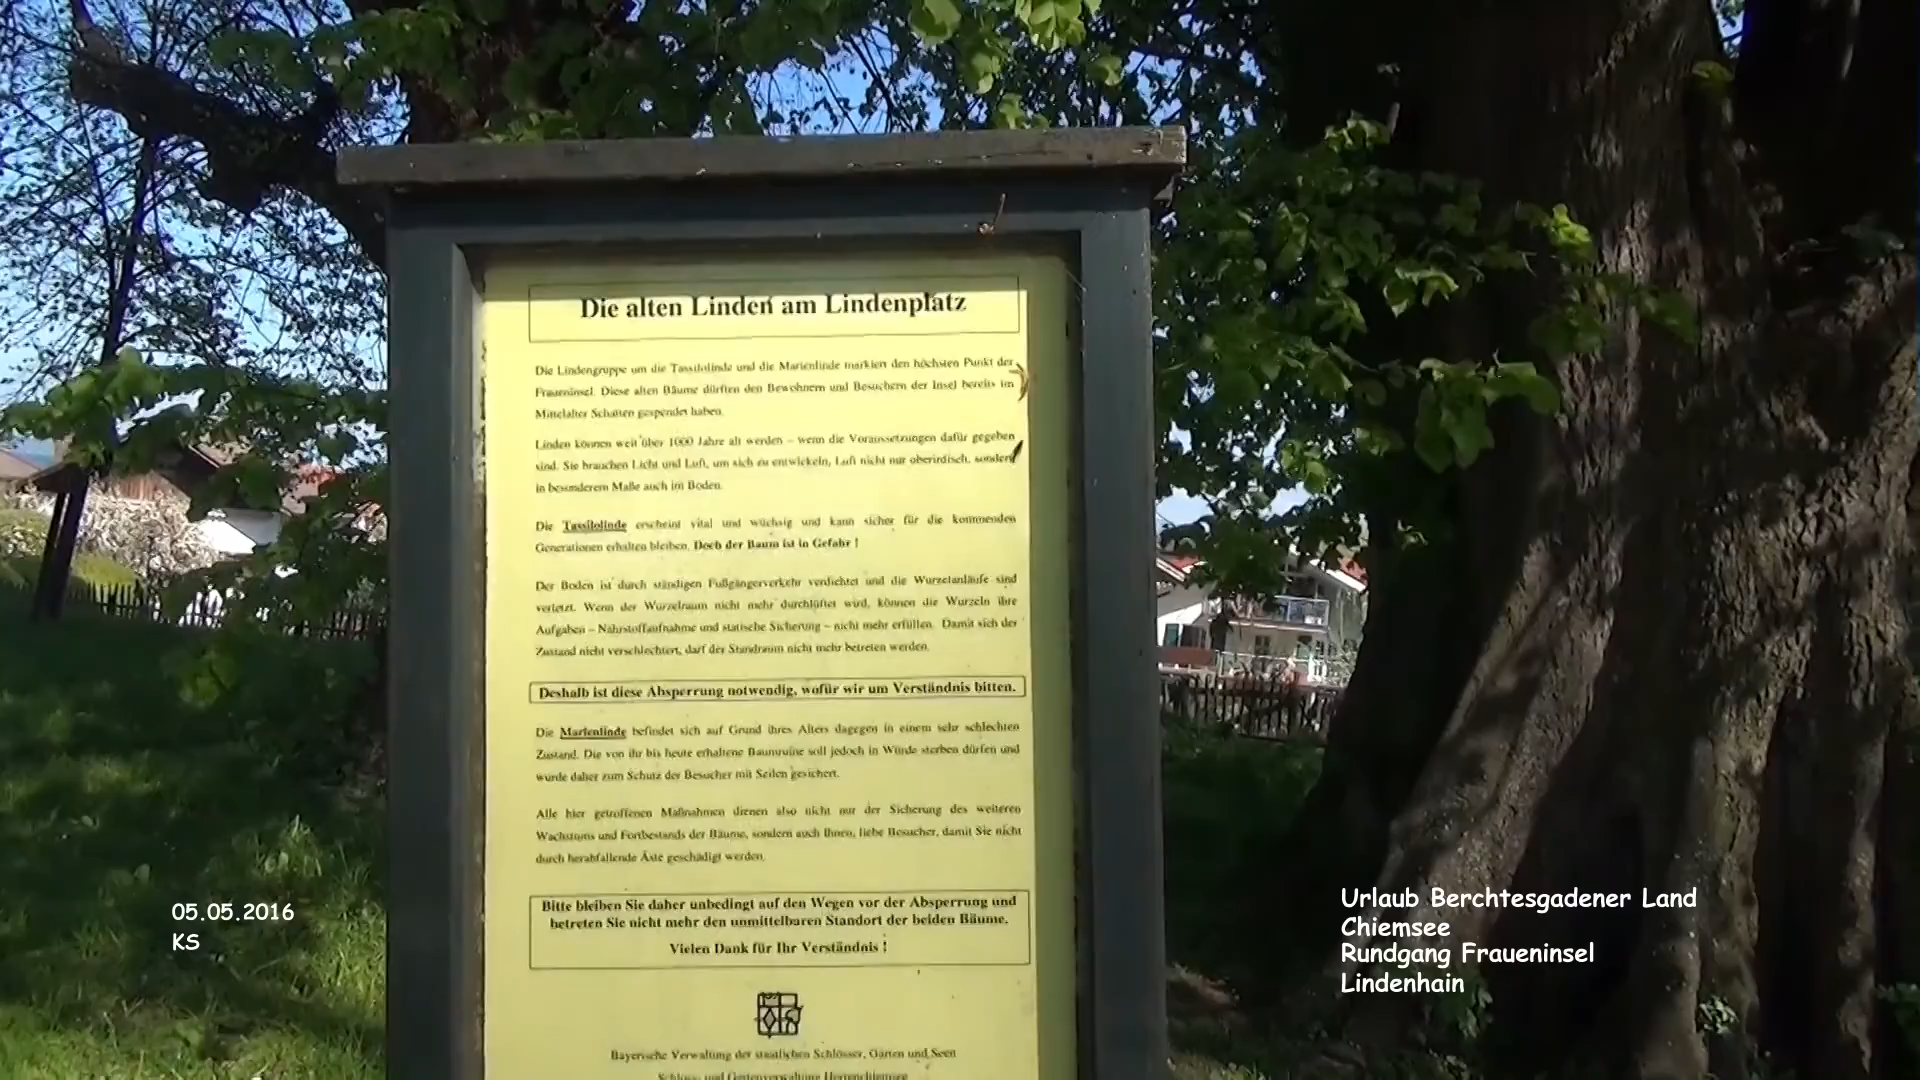 Die alten Linden am Lindenplatz
Die Lindengruppe um die Tassilolinde und die Marienlinde markiert den höchsten Punkt der
Fraueninsel. Diese alten Bäume dürften den Bewohnern und Besuchern der Insel bereits im
Mittelalter Schatten gespendet haben.
Linden können weit über 1000 Jahre alt werden – wenn die Voraussetzungen dafür gegeben
sind. Sie brauchen Licht und Luft, um sich zu entwickeln, Luft nicht nur oberirdisch, sondern
in besonderem Maße auch im Boden.
Die Tassilolinde erscheint vital und wüchsig und kann sicher für die kommenden
Generationen erhalten bleiben. Doch der Baum ist in Gefahr !
Der Boden ist durch ständigen Fußgängerverkehr verdichtet und die Wurzelanläufe sind
verletzt. Wenn der Wurzelraum nicht mehr durchlüftet wird, können die Wurzeln ihre
Aufgaben – Nährstoffaufnahme und statische Sicherung – nicht mehr erfüllen. Damit sich der
Zustand nicht verschlechtert, darf der Standraum nicht mehr betreten werden.
Deshalb ist diese Absperrung notwendig, wofür wir um Verständnis bitten.
Die Marienlinde befindet sich auf Grund ihres Alters dagegen in einem sehr schlechten
Zustand. Die von ihr bis heute erhaltene Baumruine soll jedoch in Würde sterben dürfen und
wurde daher zum Schutz der Besucher mit Seilen gesichert.
Alle hier getroffenen Maßnahmen dienen also nicht nur der Sicherung des weiteren
Wachstums und Fortbestands der Bäume, sondern auch Ihnen, liebe Besucher, damit Sie nicht
durch herabfallende Äste geschädigt werden.
Bitte bleiben Sie daher unbedingt auf den Wegen vor der Absperrung und
betreten Sie nicht mehr den unmittelbaren Standort der beiden Bäume.
Vielen Dank für Ihr Verständnis !
Bayerische Verwaltung der staatlichen Schlösser, Gärten und Seen
Schloss- und Gartenverwaltung Herrenchiemsee
05.05.2016
KS
Urlaub Berchtesgadener Land
Chiemsee
Rundgang Fraueninsel
Lindenhain